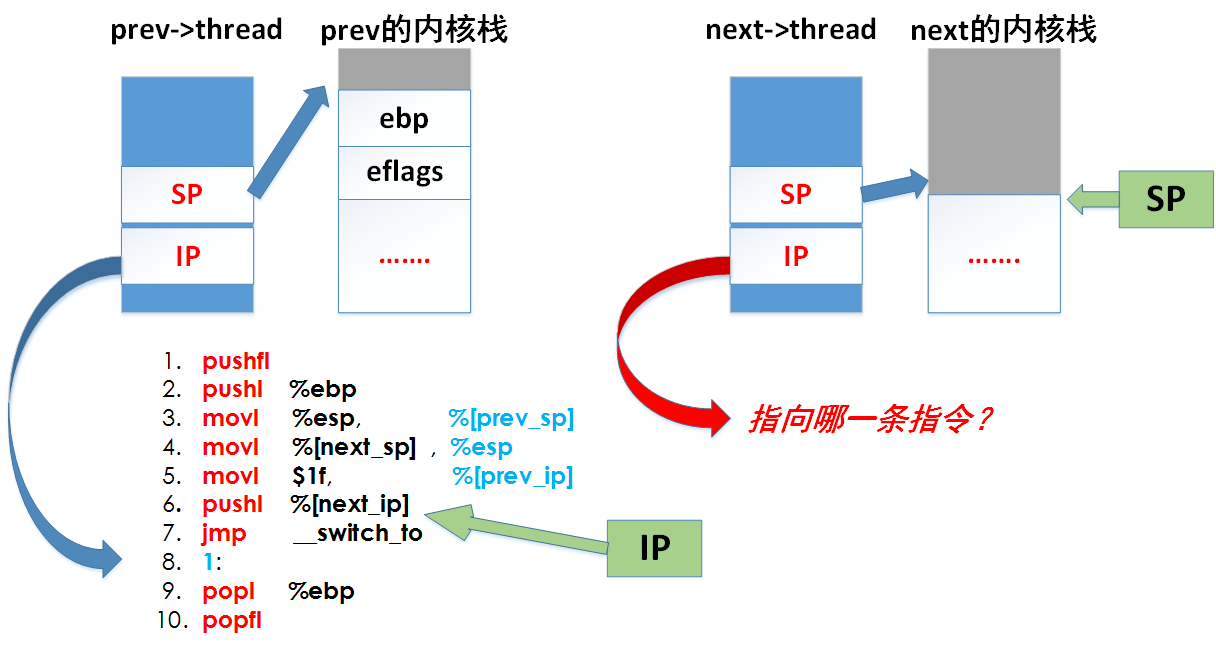 prev->thread
prev的内核栈
next->thread
next的内核栈
ebp
eflags
SP
SP
SP
IP
IP
…….
…….
1. pushfl
2. pushl %ebp
3. movl %esp, %[prev_sp]
4. movl %[next_sp] , %esp
5. movl $1f, %[prev_ip]
6. pushl %[next_ip]
7. jmp __switch_to
8. 1:
9. popl %ebp
10. popfl
指向哪一条指令？
IP